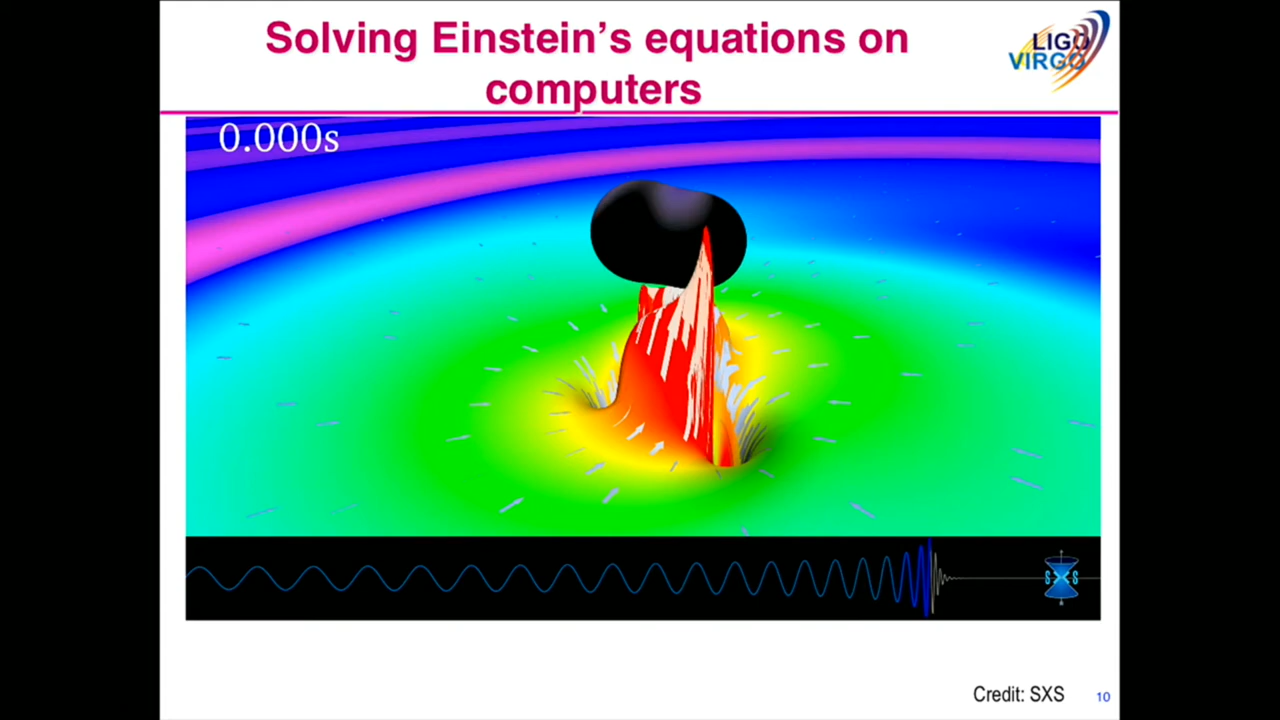 Solving Einstein's equations on
computers
LIGO
VIRGO
0.000s
S S
Credit: SXS
10